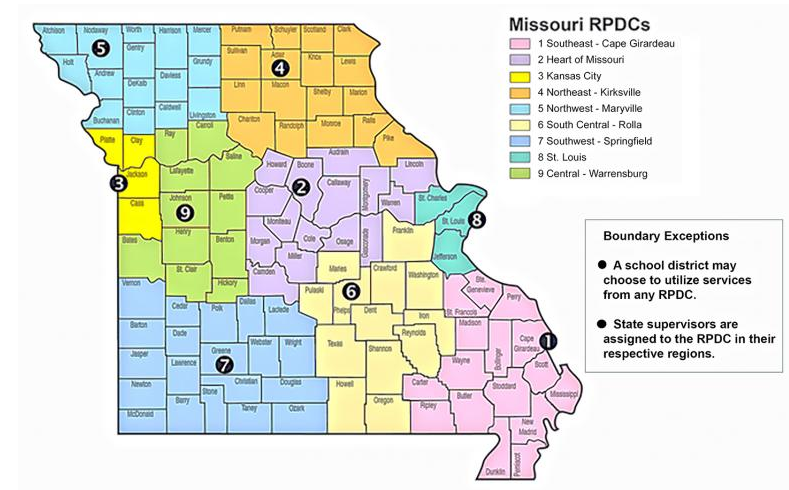 Missouri RPDCs
1 Southeast - Cape Girardeau
2 Heart of Missouri
3 Kansas City
4 Northeast - Kirksville
5 Northwest - Maryville
6 South Central - Rolla
7 Southwest - Springfield
8 St. Louis
9 Central - Warrensburg
Boundary Exceptions
● A school district may
choose to utilize services
from any RPDC.
● State supervisors are
assigned to the RPDC in their
respective regions.
Atchison
Nodaway
Worth
Harrison
Mercer
Putnam
Schuyler
Scotland
Clark
5
Gentry
Sullivan
Adair
Knox
Lewis
4
Holt
Andrew
DeKalb
Daviess
Grundy
Linn
Macon
Shelby
Marion
Buchanan
Clinton
Caldwell
Livingston
Chariton
Randolph
Monroe
Ralls
Pike
Platte
Clay
Ray
Carroll
Saline
Howard
Boone
Audrain
Lincoln
3
Jackson
Lafayette
Cooper
2
Callaway
Montgomery
Warren
St. Charles
St. Louis
8
Cass
Johnson
Pettis
9
Moniteau
Cole
Osage
Gasconade
Franklin
Jefferson
Bates
Henry
Benton
Morgan
Miller
Maries
Crawford
Washington
St. Clair
Hickory
Camden
Pulaski
6
Phelps
Dent
Iron
Ste.
Genevieve
Perry
St. Francois
Vernon
Cedar
Polk
Dallas
Laclede
Texas
Shannon
Reynolds
Madison
Cape
Girardeau
1
Barton
Dade
Greene
7
Webster
Wright
Wayne
Bollinger
Scott
Jasper
Lawrence
Christian
Douglas
Howell
Carter
Stoddard
Mississippi
Newton
Barry
Stone
Taney
Ozark
Oregon
Ripley
Butler
New
Madrid
McDonald
Dunklin
Pemiscot